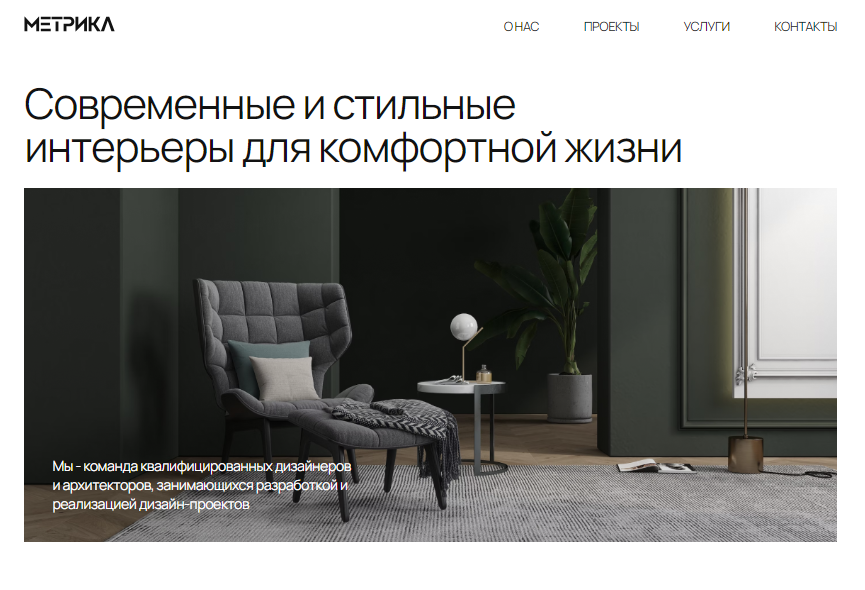 МЕТРИКА
О НАС
ПРОЕКТЫ
УСЛУГИ
КОНТАКТЫ
Современные и стильные
интерьеры для комфортной жизни
Мы - команда квалифицированных дизайнеров
и архитекторов, занимающихся разработкой и
реализацией дизайн-проектов